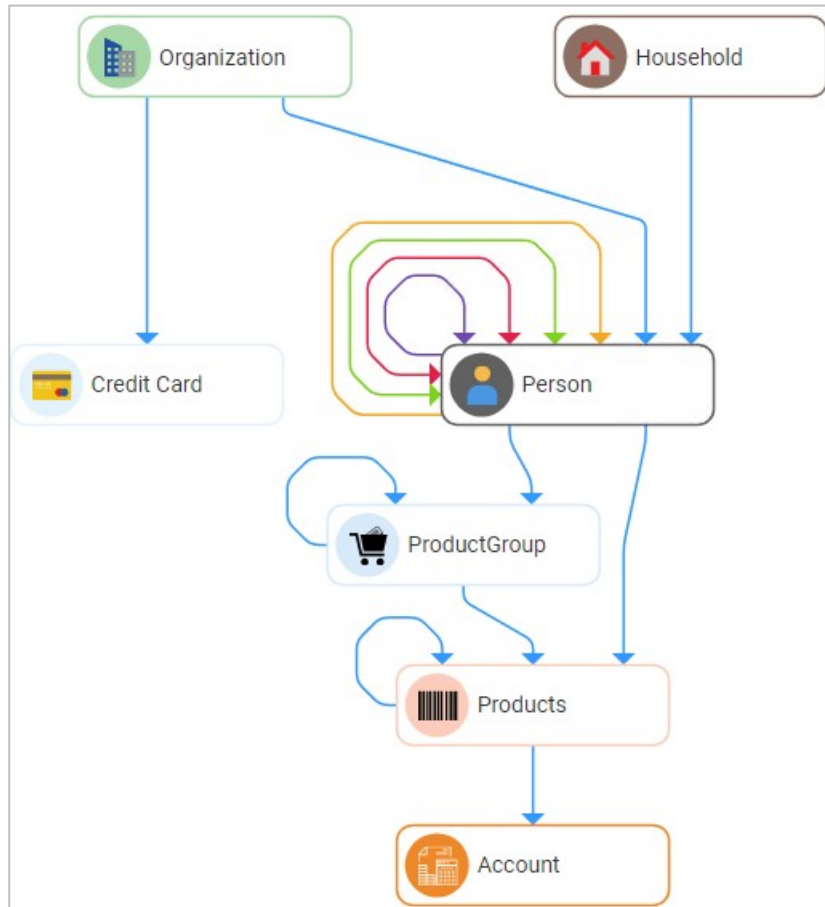 Organization
Household
Credit Card
Person
ProductGroup
Products
Account